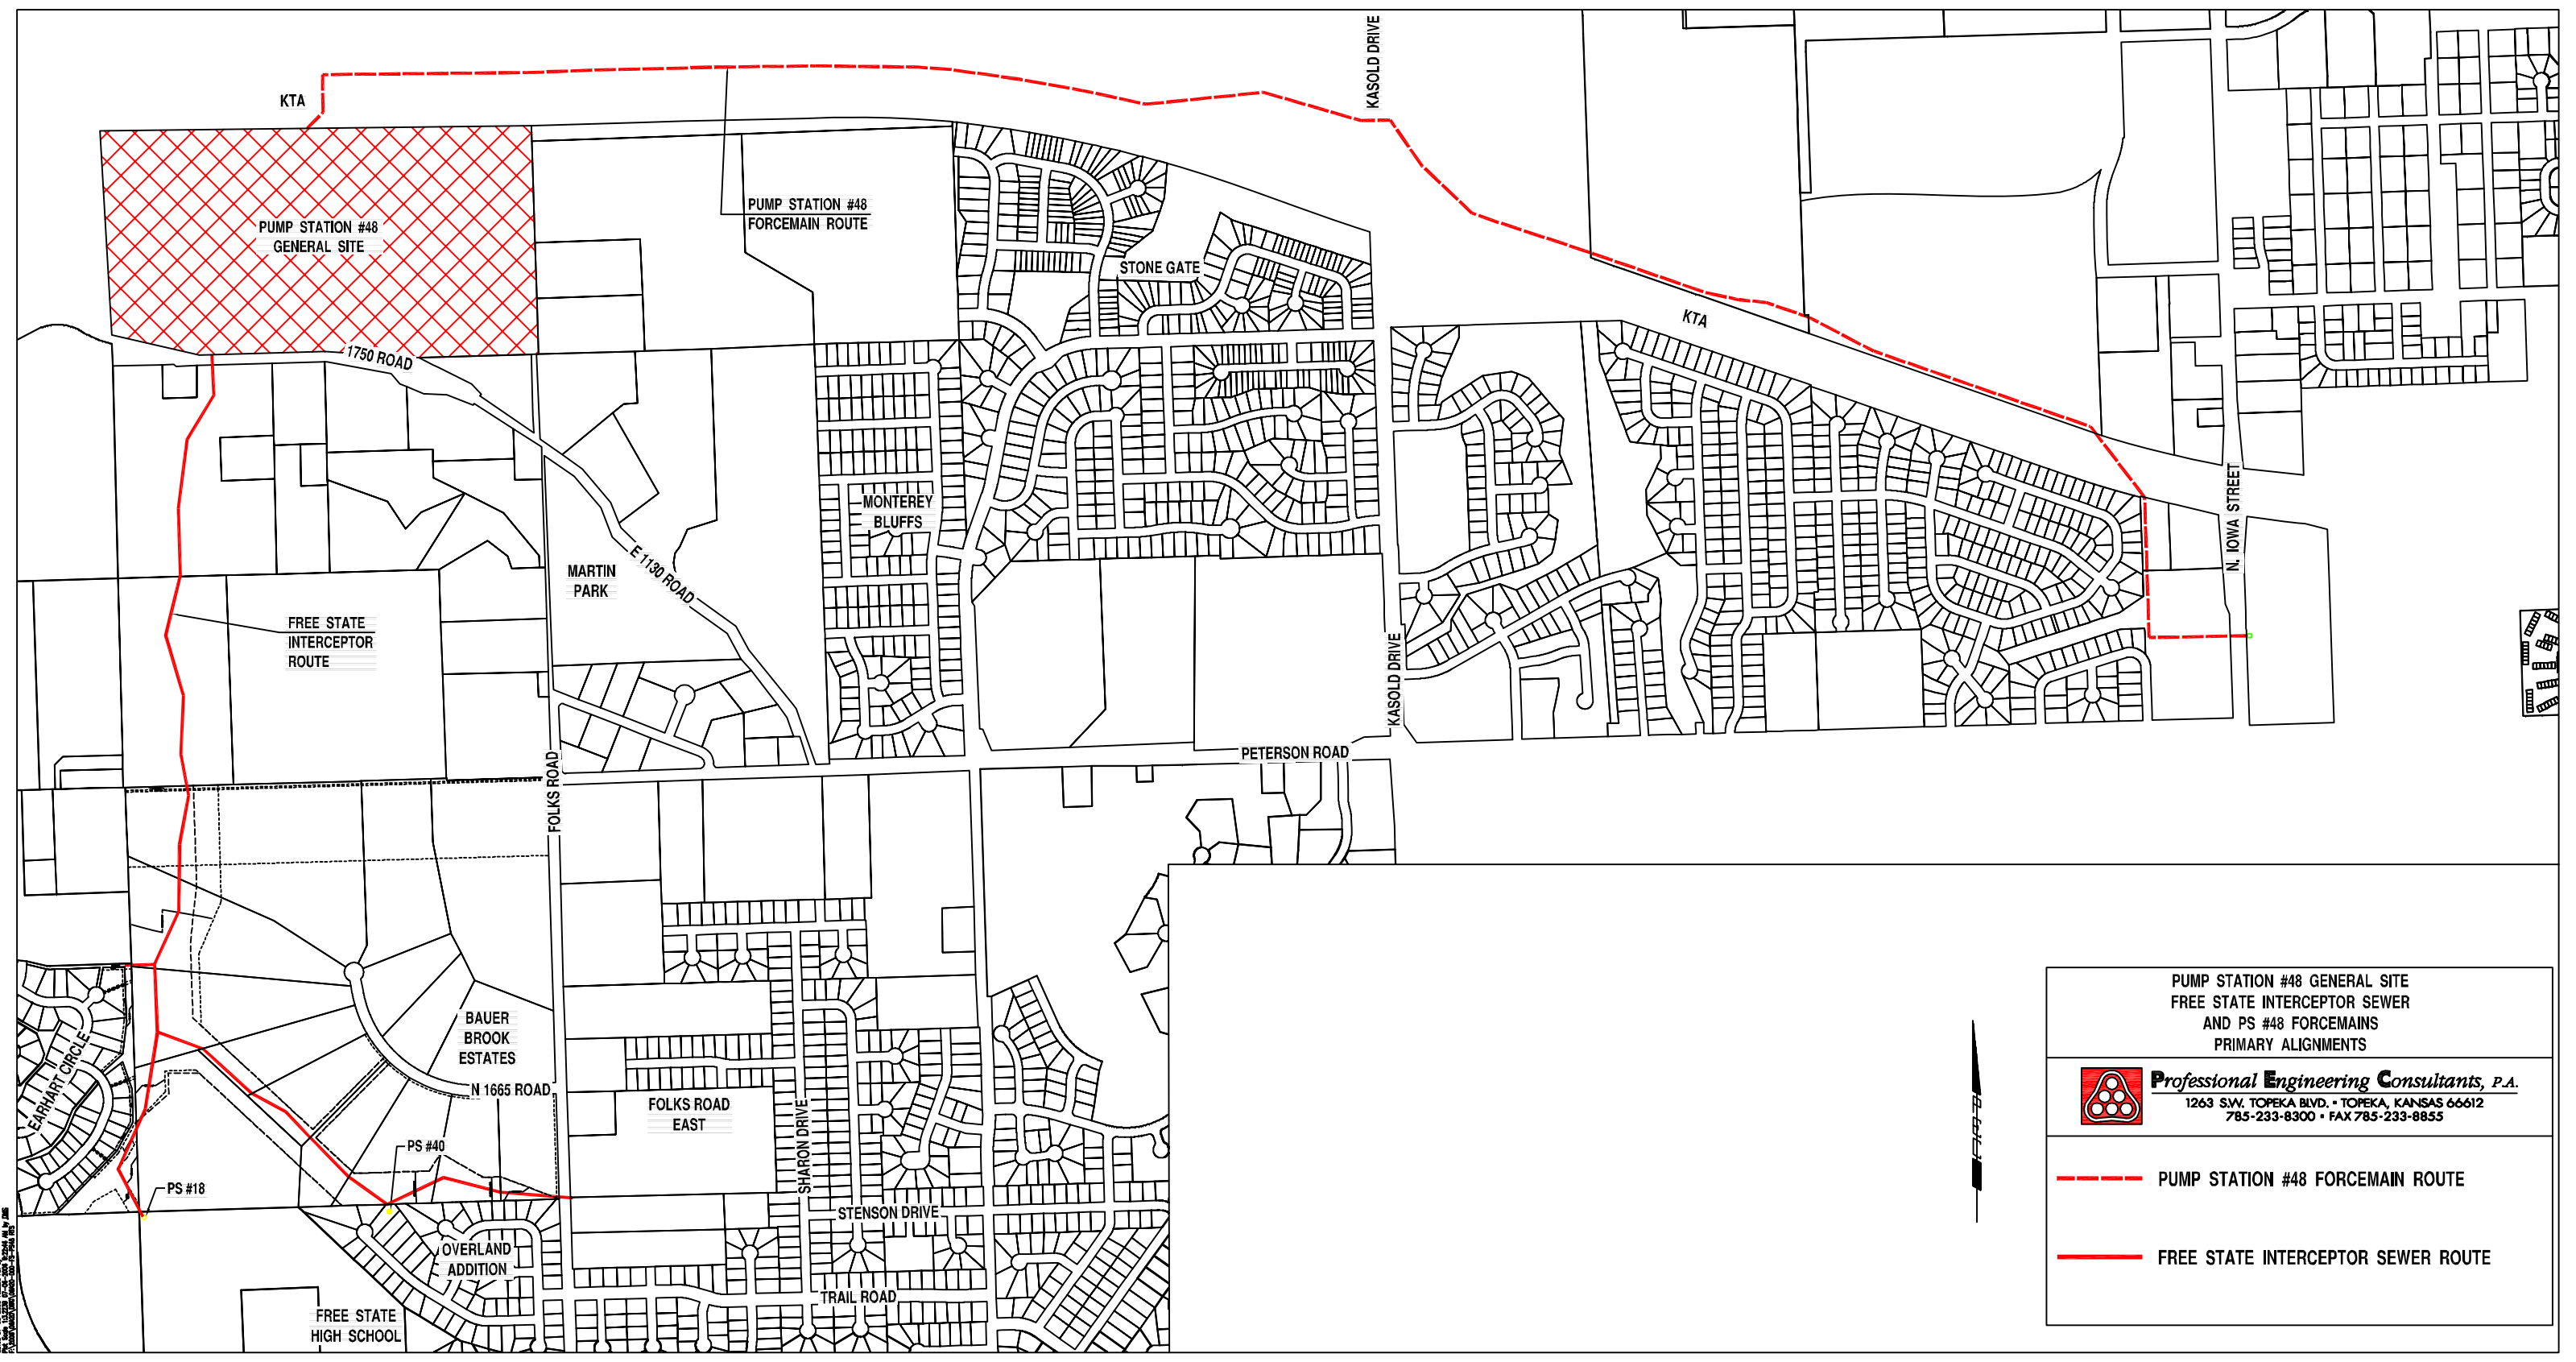 KTA
KASOLD DRIVE
PUMP STATION #48
GENERAL SITE
PUMP STATION #48
FORCEMAIN ROUTE
STONE GATE
KTA
1750 ROAD
MONTEREY
BLUFFS
N. IOWA STREET
E 1130 ROAD
MARTIN
PARK
FREE STATE
INTERCEPTOR
ROUTE
KASOLD DRIVE
PETERSON ROAD
FOLKS ROAD
BAUER
BROOK
ESTATES
EARHART CIRCLE
N 1665 ROAD
FOLKS ROAD
EAST
SHARON DRIVE
PS #40
PS #18
STENSON DRIVE
OVERLAND
ADDITION
TRAIL ROAD
FREE STATE
HIGH SCHOOL
PUMP STATION #48 GENERAL SITE
FREE STATE INTERCEPTOR SEWER
AND PS #48 FORCEMAINS
PRIMARY ALIGNMENTS
Professional Engineering Consultants, P.A.
1263 S.W. TOPEKA BLVD. • TOPEKA, KANSAS 66612
785-233-8300 • FAX 785-233-8855
PUMP STATION #48 FORCEMAIN ROUTE
FREE STATE INTERCEPTOR SEWER ROUTE